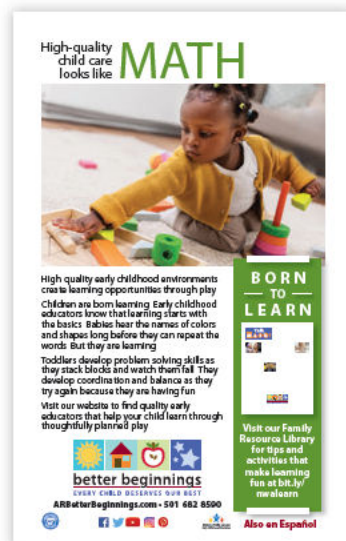 High-quality
child care
looks like
MATH
High quality early childhood environments
create learning opportunities through play
Children are born learning Early childhood
educators know that learning starts with
the basics Babies hear the names of colors
and shapes long before they can repeat the
words But they are learning
Toddlers develop problem solving skills as
they stack blocks and watch them fall They
develop coordination and balance as they
try again because they are having fun
Visit our website to find quality early
educators that help your child learn through
thoughtfully planned play
better beginnings
EVERY CHILD DESERVES OUR BEST
ARBetterBeginnings.com • 501 682 8590
BORN
TO
LEARN
MATH
Visit our Family
Resource Library
for tips and
activities that
make learning
fun at bit.ly/
mralearn
Also en Español